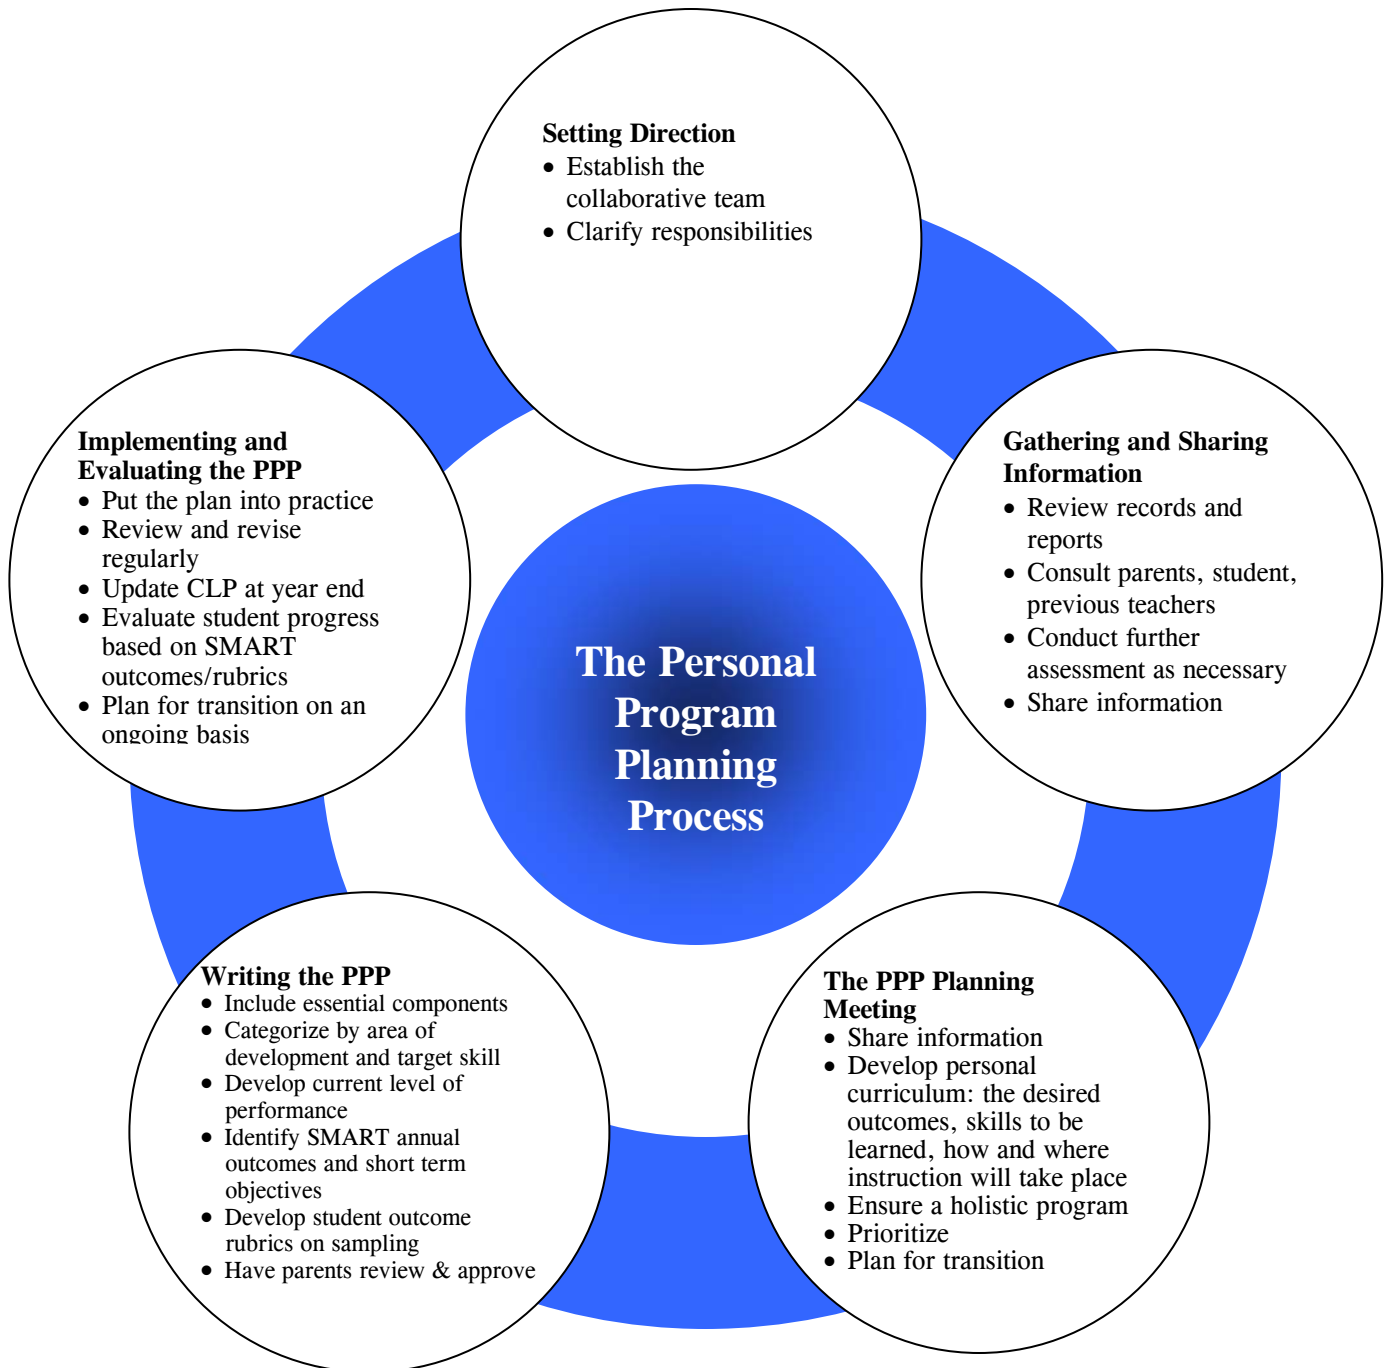 Setting Direction
• Establish the
collaborative team
• Clarify responsibilities
Gathering and Sharing
Information
• Review records and
reports
• Consult parents, student,
previous teachers
• Conduct further
assessment as necessary
• Share information
The PPP Planning
Meeting
• Share information
• Develop personal
curriculum: the desired
outcomes, skills to be
learned, how and where
instruction will take place
• Ensure a holistic program
• Prioritize
• Plan for transition
Writing the PPP
• Include essential components
• Categorize by area of
development and target skill
• Develop current level of
performance
• Identify SMART annual
outcomes and short term
objectives
• Develop student outcome
rubrics on sampling
• Have parents review & approve
Implementing and
Evaluating the PPP
• Put the plan into practice
• Review and revise
regularly
• Update CLP at year end
• Evaluate student progress
based on SMART
outcomes/rubrics
• Plan for transition on an
ongoing basis
The Personal
Program
Planning
Process